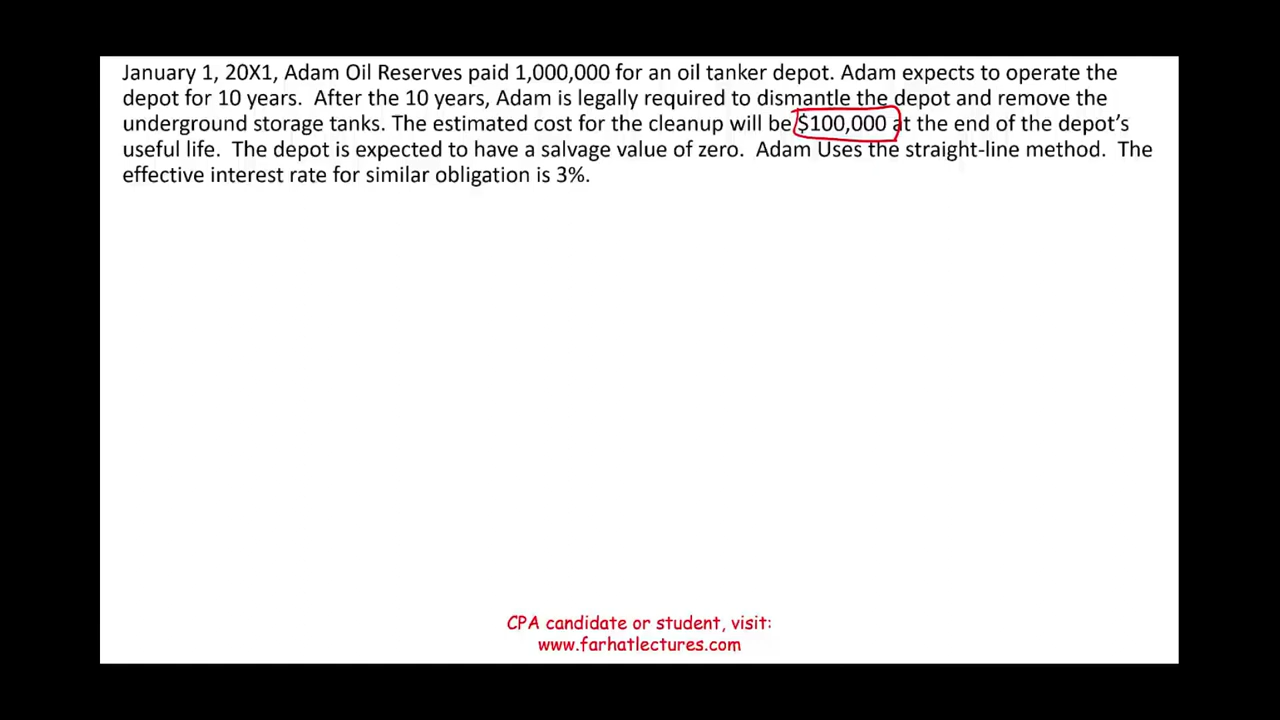 January 1, 20X1, Adam Oil Reserves paid 1,000,000 for an oil tanker depot. Adam expects to operate the
depot for 10 years. After the 10 years, Adam is legally required to dismantle the depot and remove the
underground storage tanks. The estimated cost for the cleanup will be $100,000 at the end of the depot’s
useful life. The depot is expected to have a salvage value of zero. Adam Uses the straight-line method. The
effective interest rate for similar obligation is 3%.
CPA candidate or student, visit:
www.farhatlectures.com